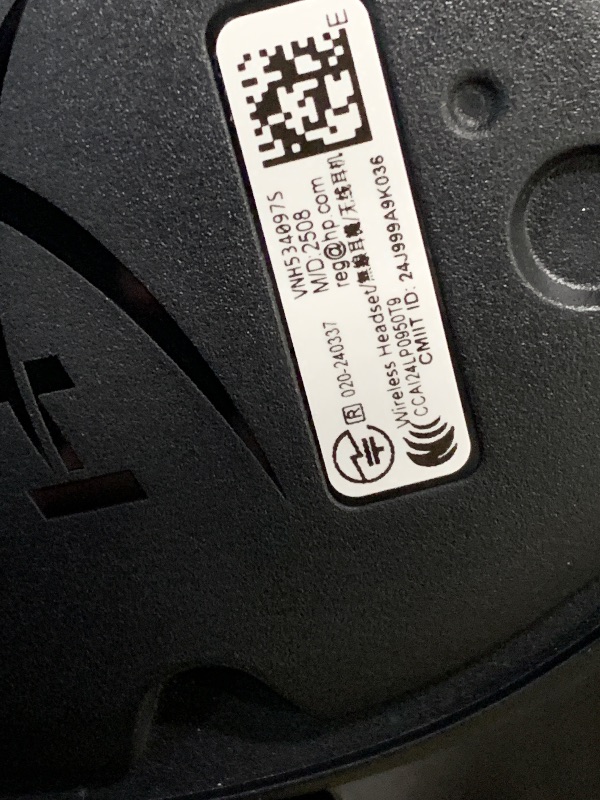 E
VNH534097S
M/D:2508
reg@hp.com
R 020-240337
Wireless Headset/無線耳機/无线耳机
CCAI24LP0950T9
CMIIT ID: 24J999A9K036